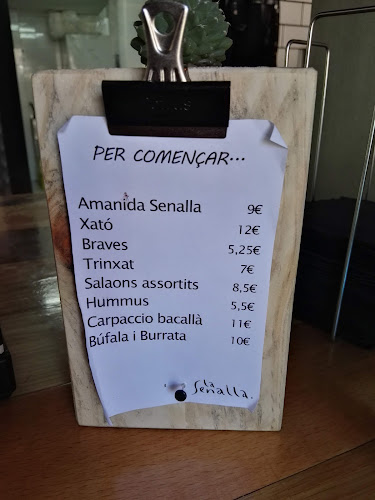 PER COMENÇAR...
Amanida Senalla 9€
Xató 12€
Braves 5,25€
Trinxat 7€
Salaons assortits 8,5€
Hummus 5,5€
Carpaccio bacallà 11€
Búfala i Burrata 10€
la
Senalla.